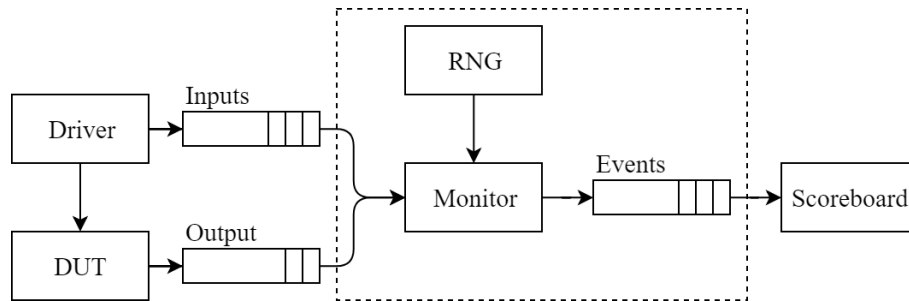 RNG
Inputs
Driver
Events
Monitor
Scoreboard
Output
DUT